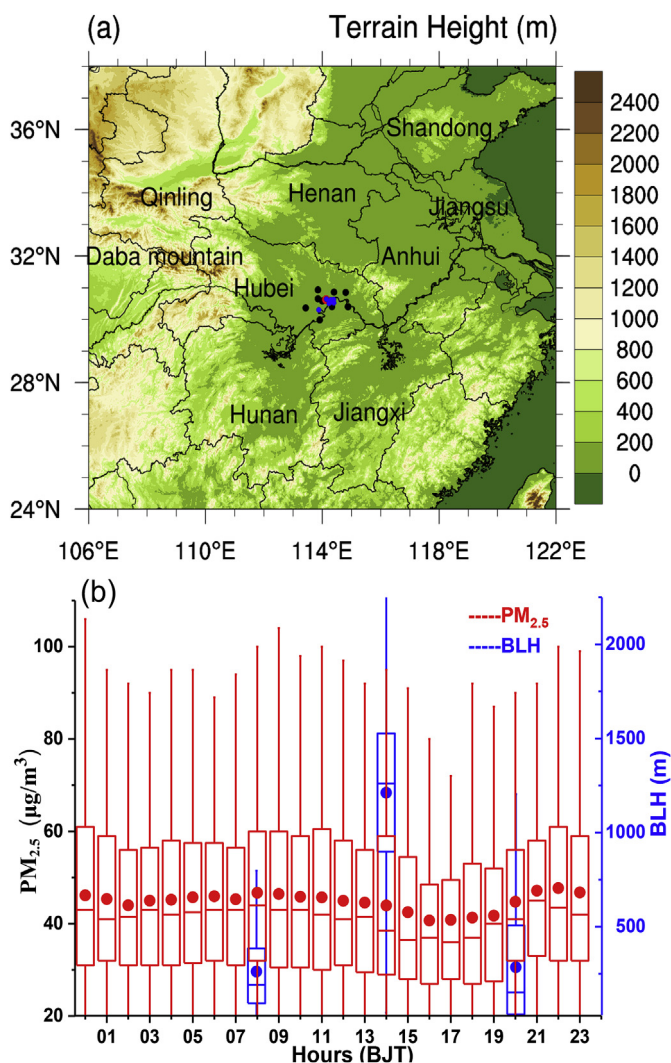 (a) Terrain Height (m)
36°N
32°N
28°N
24°N
106°E 110°E 114°E 118°E 122°E
Shandong
Qinling
Henan
Jiangsu
Daba mountain
Anhui
Hubei
Hunan
Jiangxi
2400
2200
2000
1800
1600
1400
1200
1000
800
600
400
200
0
(b)
-----PM2.5
-----BLH
PM2.5 (μg/m³)
100
80
60
40
20
BLH (m)
2000
1500
1000
500
01 03 05 07 09 11 13 15 17 19 21 23
Hours (BJT)